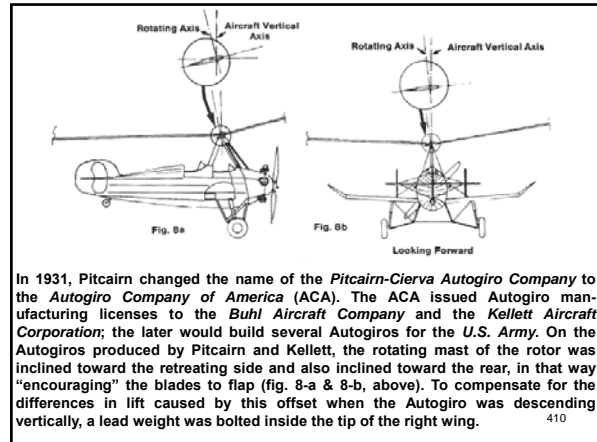 Rotating Axis
Aircraft Vertical
Axis
Rotating Axis
Aircraft Vertical Axis
Fig. 8a
Fig. 8b
Looking Forward
In 1931, Pitcairn changed the name of the Pitcairn-Cierva Autogiro Company to
the Autogiro Company of America (ACA). The ACA issued Autogiro man-
ufacturing licenses to the Buhl Aircraft Company and the Kellett Aircraft
Corporation; the later would build several Autogiros for the U.S. Army. On the
Autogiros produced by Pitcairn and Kellett, the rotating mast of the rotor was
inclined toward the retreating side and also inclined toward the rear, in that way
“encouraging” the blades to flap (fig. 8-a & 8-b, above). To compensate for the
differences in lift caused by this offset when the Autogiro was descending
vertically, a lead weight was bolted inside the tip of the right wing.
410